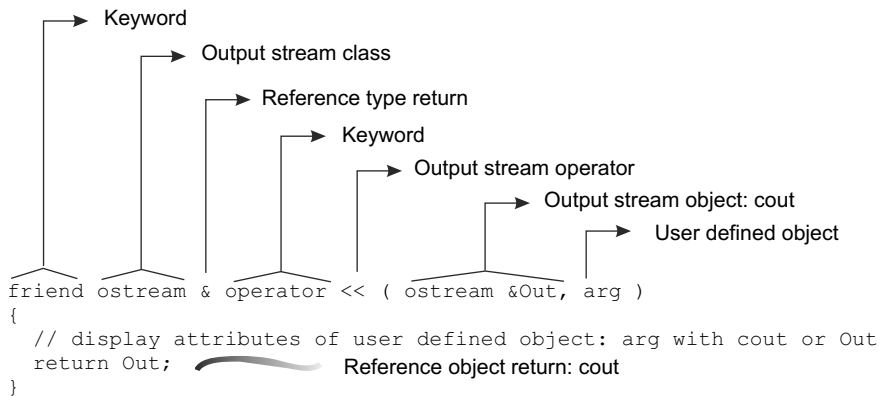 Keyword
Output stream class
Reference type return
Keyword
Output stream operator
Output stream object: cout
User defined object
friend ostream & operator << ( ostream &Out, arg )
{
// display attributes of user defined object: arg with cout or Out
return Out; Reference object return: cout
}